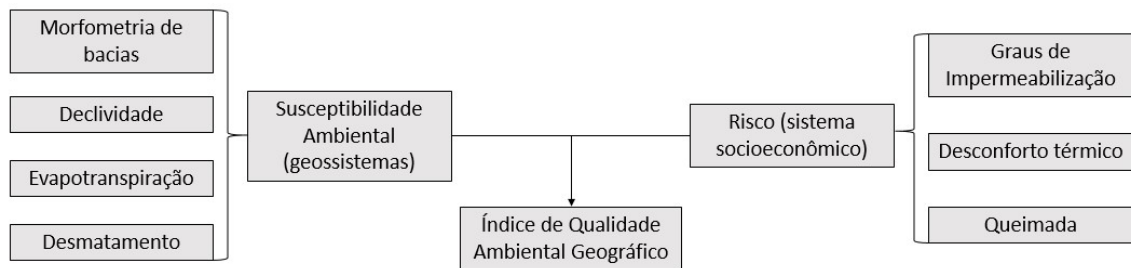 Morfometria de
bacias
Declividade
Evapotranspiração
Desmatamento
Susceptibilidade
Ambiental
(geossistemas)
Índice de Qualidade
Ambiental Geográfico
Risco (sistema
socioeconômico)
Graus de
Impermeabilização
Desconforto térmico
Queimada